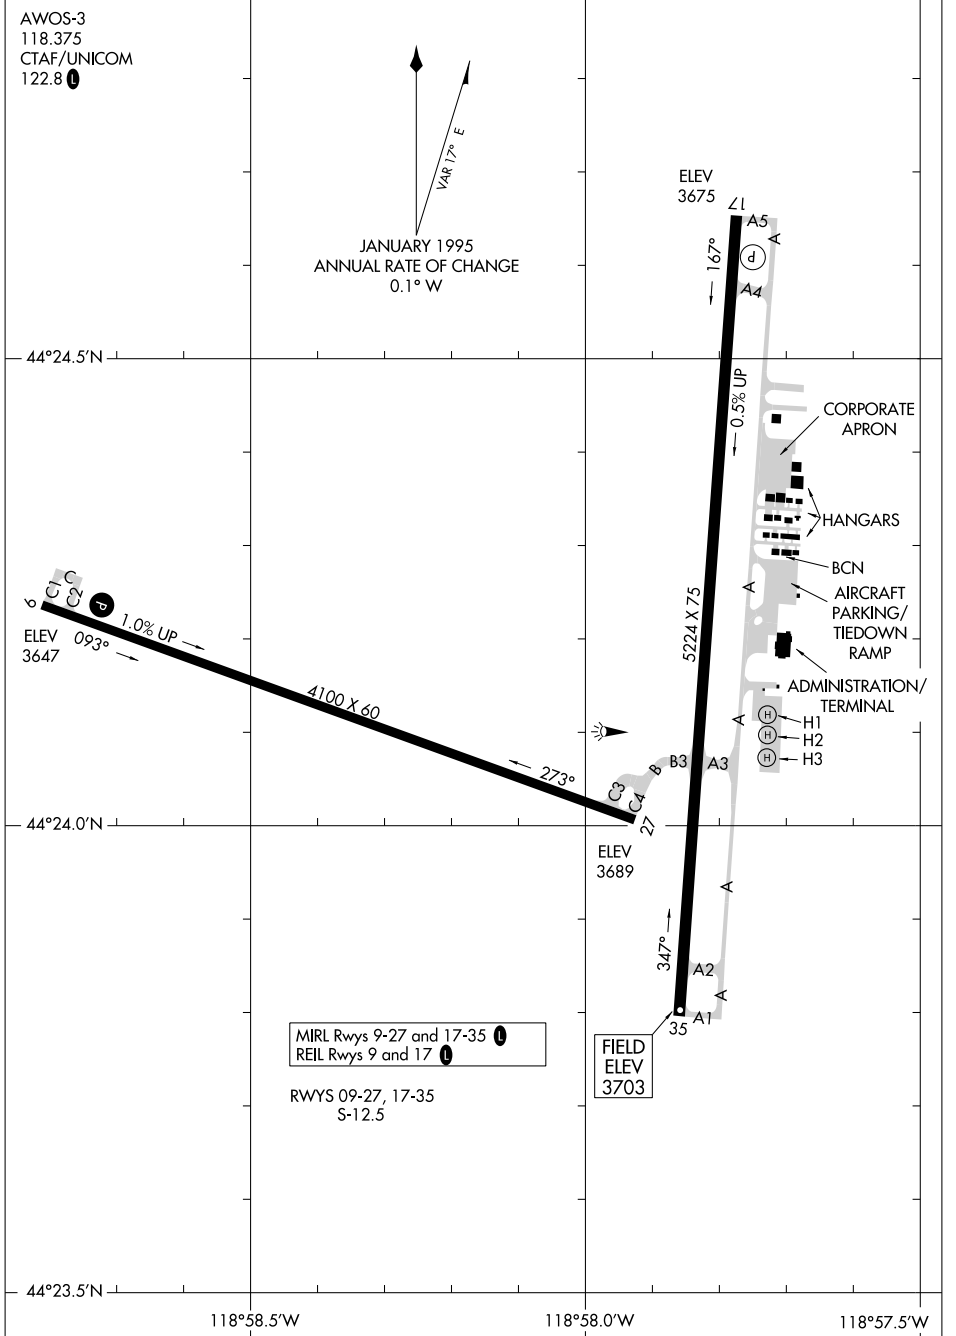 AWOS-3
118.375
CTAF/UNICOM
122.8 L
VAR 17° E
JANUARY 1995
ANNUAL RATE OF CHANGE
0.1° W
ELEV
3675
17
A5
A
167°
P
A4
44°24.5'N
0.5% UP
CORPORATE
APRON
HANGARS
BCN
A
AIRCRAFT
PARKING/
TIEDOWN
RAMP
5224 X 75
9
C1
C
C2
P
1.0% UP
ELEV
3647
093°
4100 X 60
ADMINISTRATION/
TERMINAL
A
H
H1
H
H2
H
H3
273°
B
B3
A3
C3
C4
27
44°24.0'N
ELEV
3689
A
347°
A2
A
A1
35
MIRL Rwys 9-27 and 17-35 L
REIL Rwys 9 and 17 L
FIELD
ELEV
3703
RWYS 09-27, 17-35
S-12.5
44°23.5'N
118°58.5'W
118°58.0'W
118°57.5'W